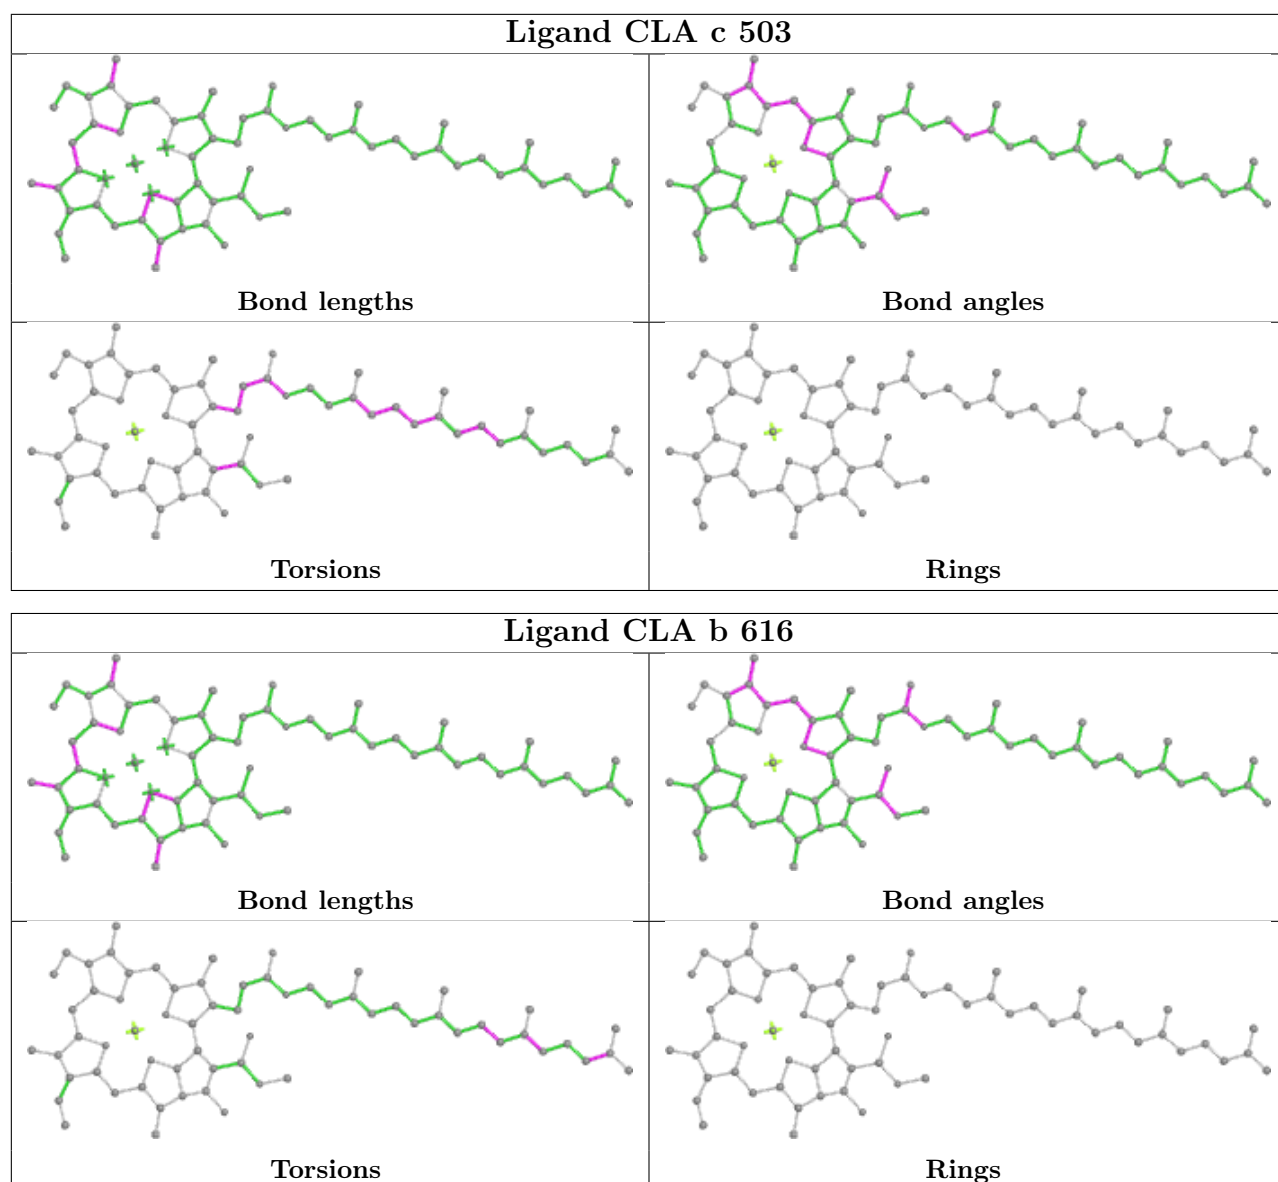 Ligand CLA c 503
Bond lengths
Bond angles
Torsions
Rings
Ligand CLA b 616
Bond lengths
Bond angles
Torsions
Rings